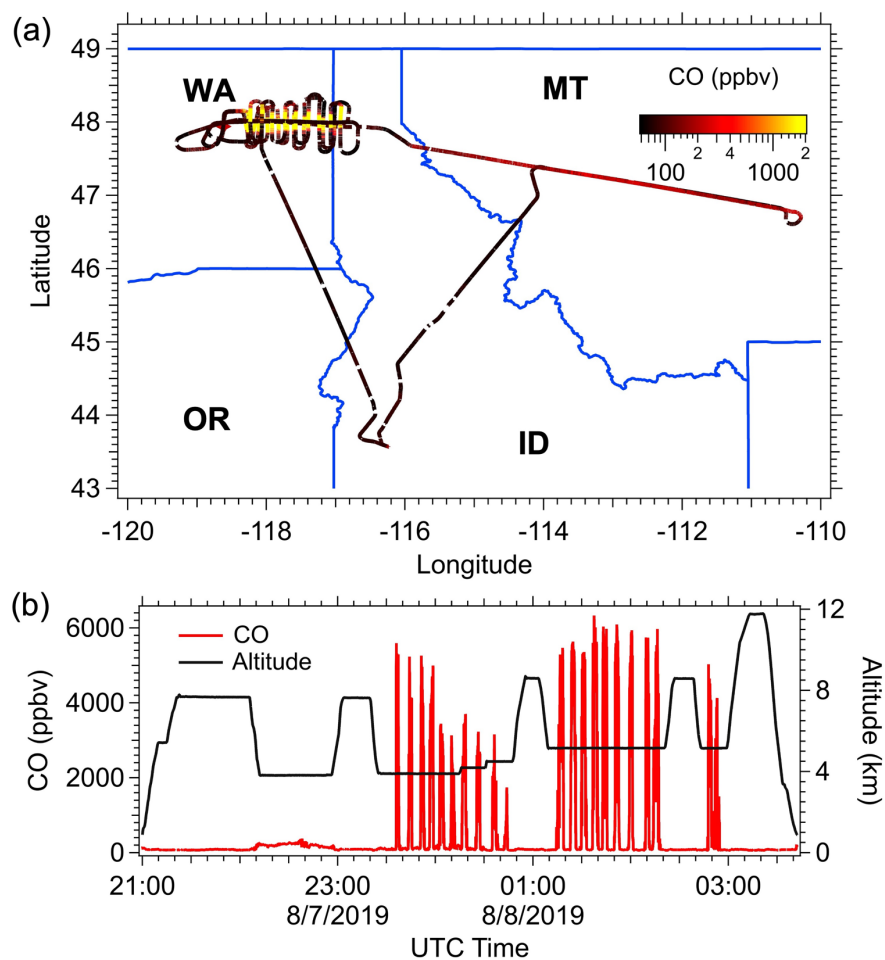 (a)
49
48
47
46
45
44
43
Latitude
WA
MT
OR
ID
CO (ppbv)
100 2 4 1000 2
-120 -118 -116 -114 -112 -110
Longitude
(b)
6000
4000
2000
0
CO (ppbv)
CO
Altitude
12
8
4
0
Altitude (km)
21:00 23:00 01:00 03:00
8/7/2019 8/8/2019
UTC Time